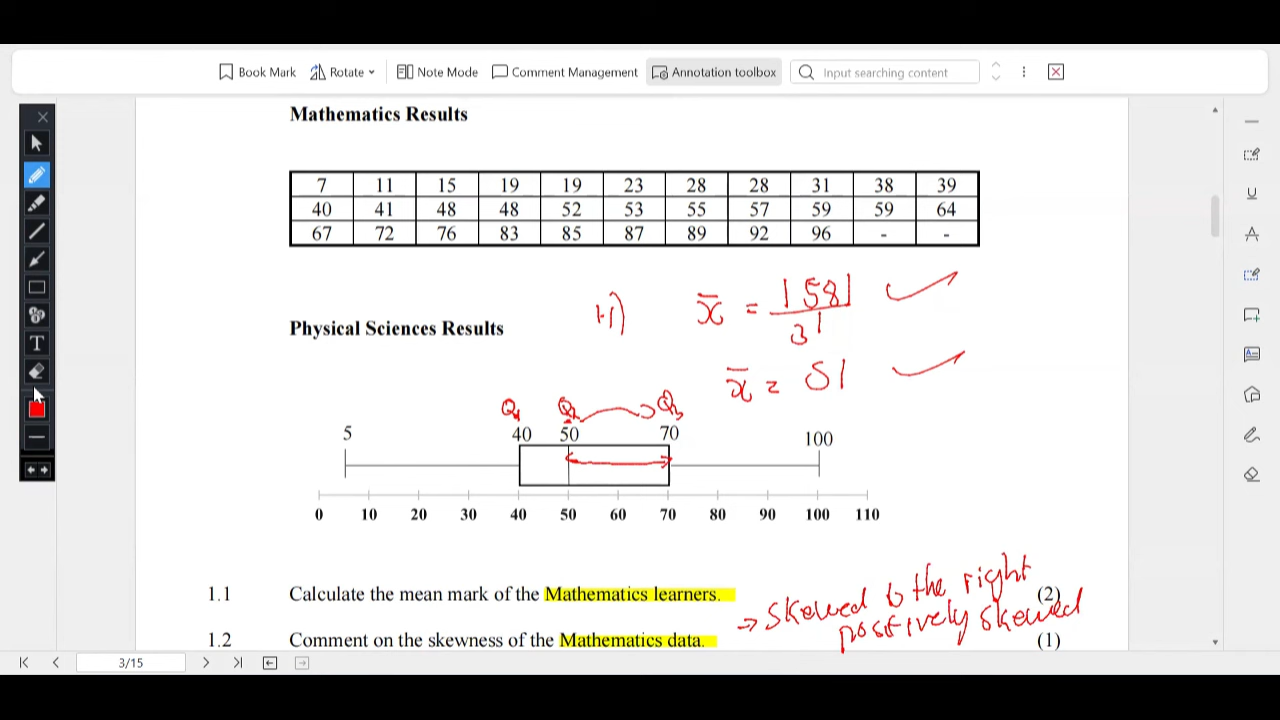 Book Mark Rotate Note Mode Comment Management Annotation toolbox Input searching content
Mathematics Results
7 11 15 19 19 23 28 28 31 38 39
40 41 48 48 52 53 55 57 59 59 64
67 72 76 83 85 87 89 92 96 - -
1.1) x̄ = 1581
31
Physical Sciences Results
x̄ = 51
Q1 Q2 Q3
5 40 50 70 100
0 10 20 30 40 50 60 70 80 90 100 110
1.1 Calculate the mean mark of the Mathematics learners. (2)
→ skewed to the right
positively skewed
1.2 Comment on the skewness of the Mathematics data. (1)
3/15